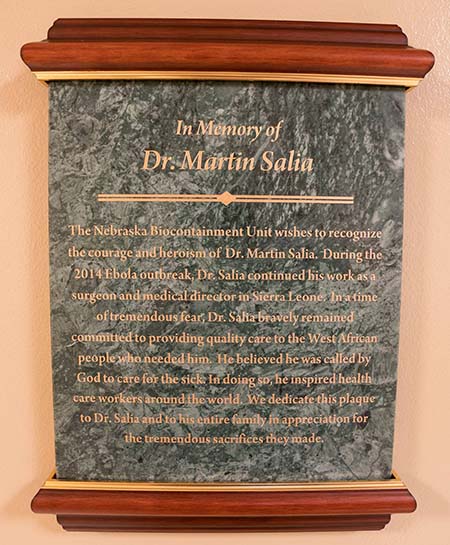 In Memory of
Dr. Martin Salia
The Nebraska Biocontainment Unit wishes to recognize
the courage and heroism of Dr. Martin Salia. During the
2014 Ebola outbreak, Dr. Salia continued his work as a
surgeon and medical director in Sierra Leone. In a time
of tremendous fear, Dr. Salia bravely remained
committed to providing quality care to the West African
people who needed him. He believed he was called by
God to care for the sick. In doing so, he inspired health
care workers around the world. We dedicate this plaque
to Dr. Salia and to his entire family in appreciation for
the tremendous sacrifices they made.